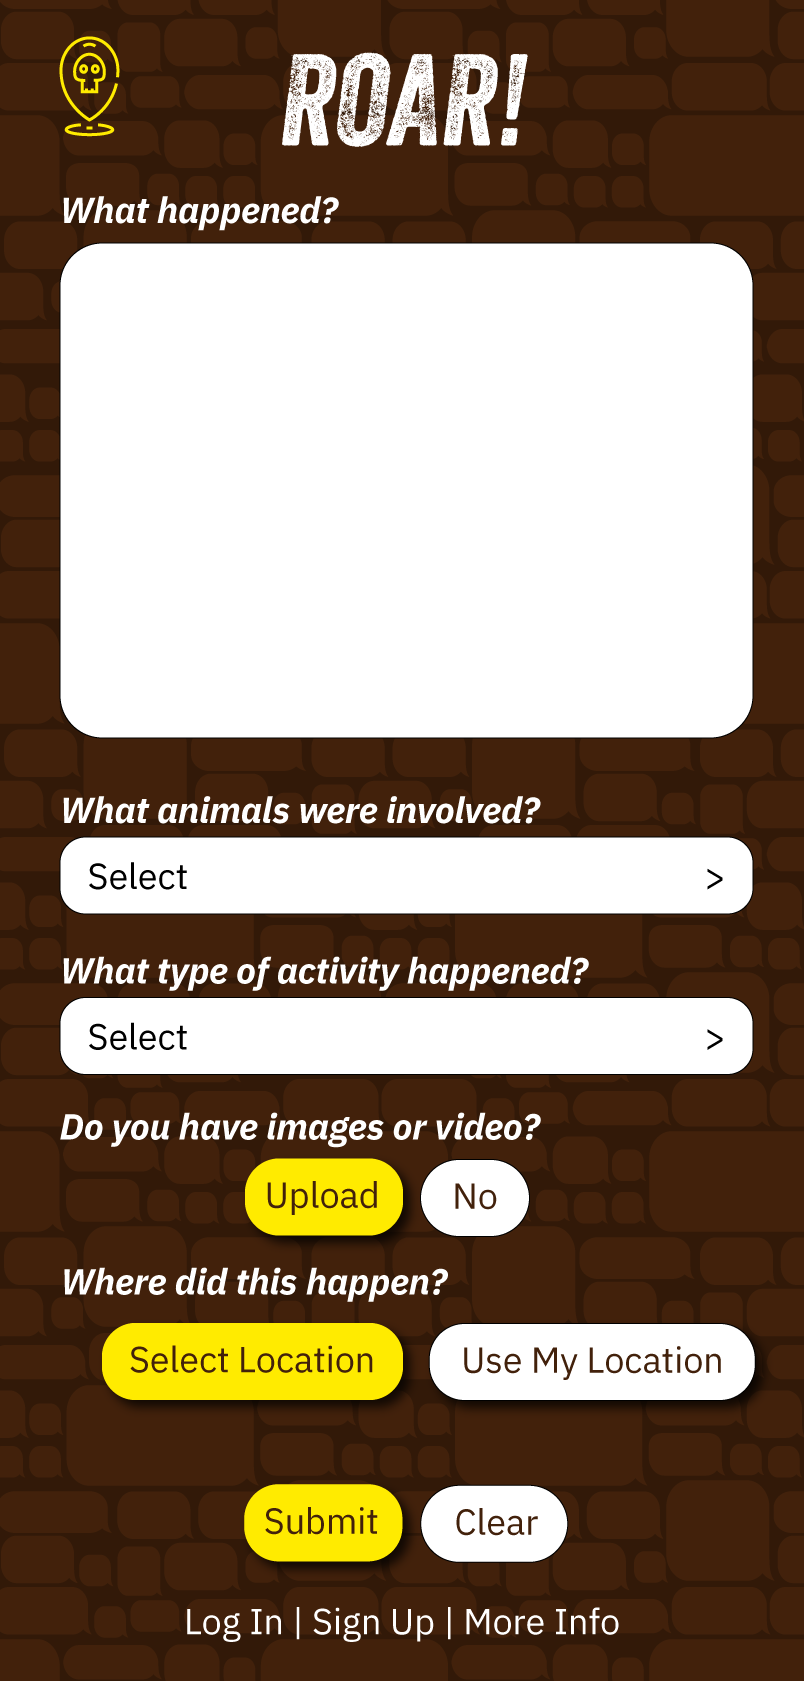 ROAR!
What happened?
What animals were involved?
Select >
What type of activity happened?
Select >
Do you have images or video?
Upload No
Where did this happen?
Select Location Use My Location
Submit Clear
Log In | Sign Up | More Info